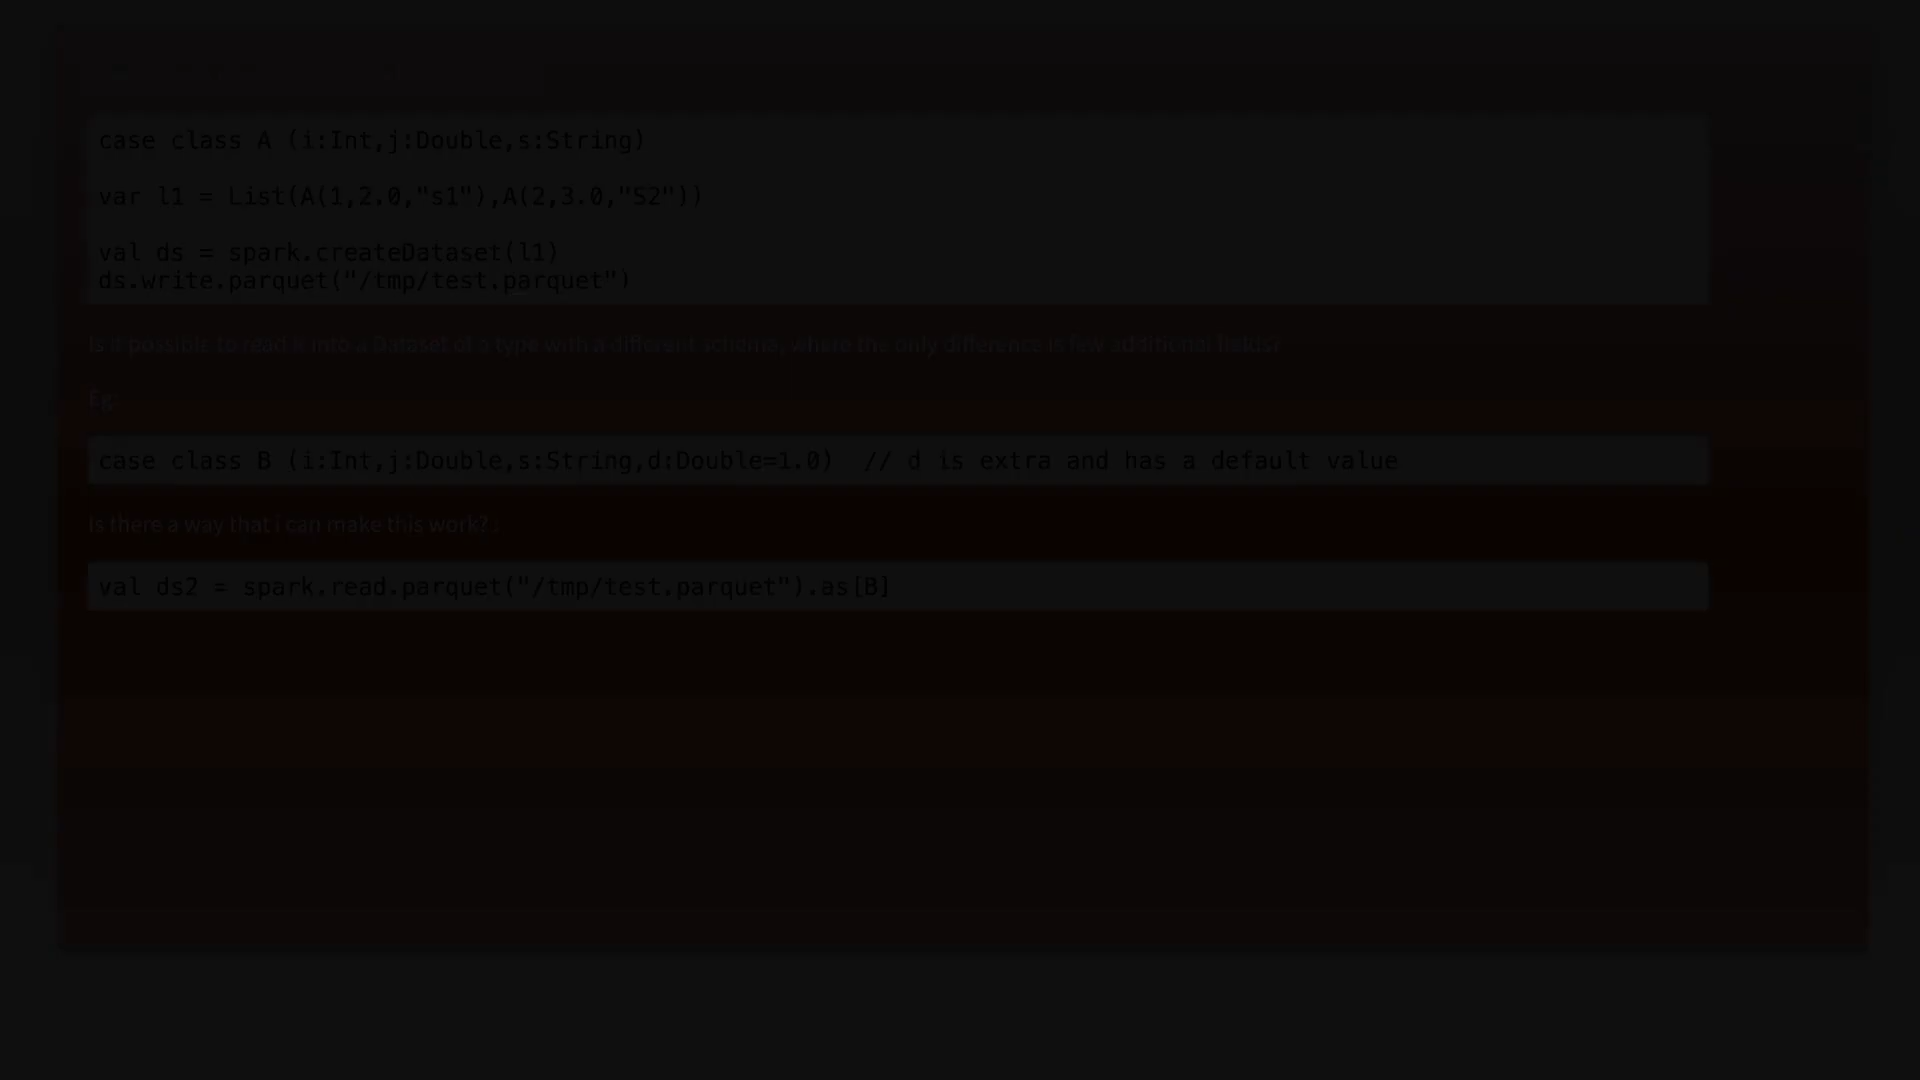 case class A (i:Int,j:Double,s:String)
var l1 = List(A(1,2.0,"s1"),A(2,3.0,"S2"))
val ds = spark.createDataset(l1)
ds.write.parquet("/tmp/test.parquet")
Is it possible to read it into a Dataset of a type with a different schema, where the only difference is few additional fields?
Eg:
case class B (i:Int,j:Double,s:String,d:Double=1.0)  // d is extra and has a default value
Is there a way that i can make this work?
val ds2 = spark.read.parquet("/tmp/test.parquet").as[B]